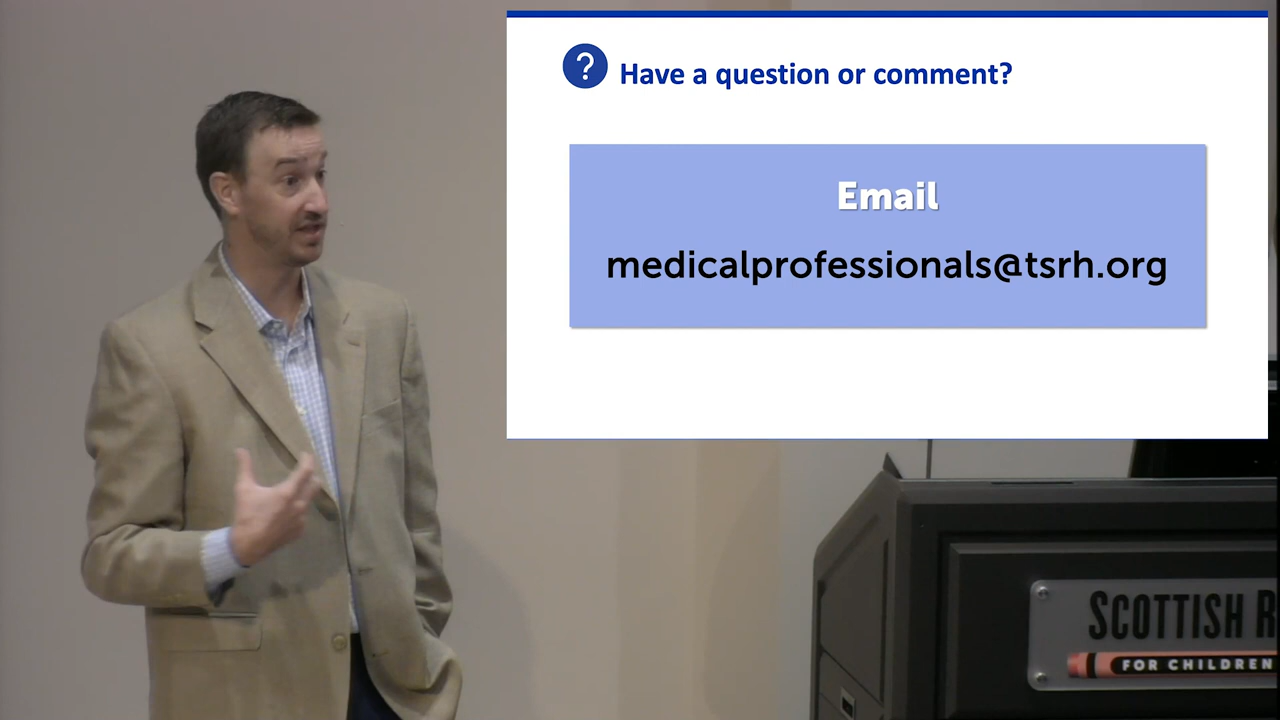 ? Have a question or comment?
Email
medicalprofessionals@tsrh.org
SCOTTISH R
FOR CHILDREN